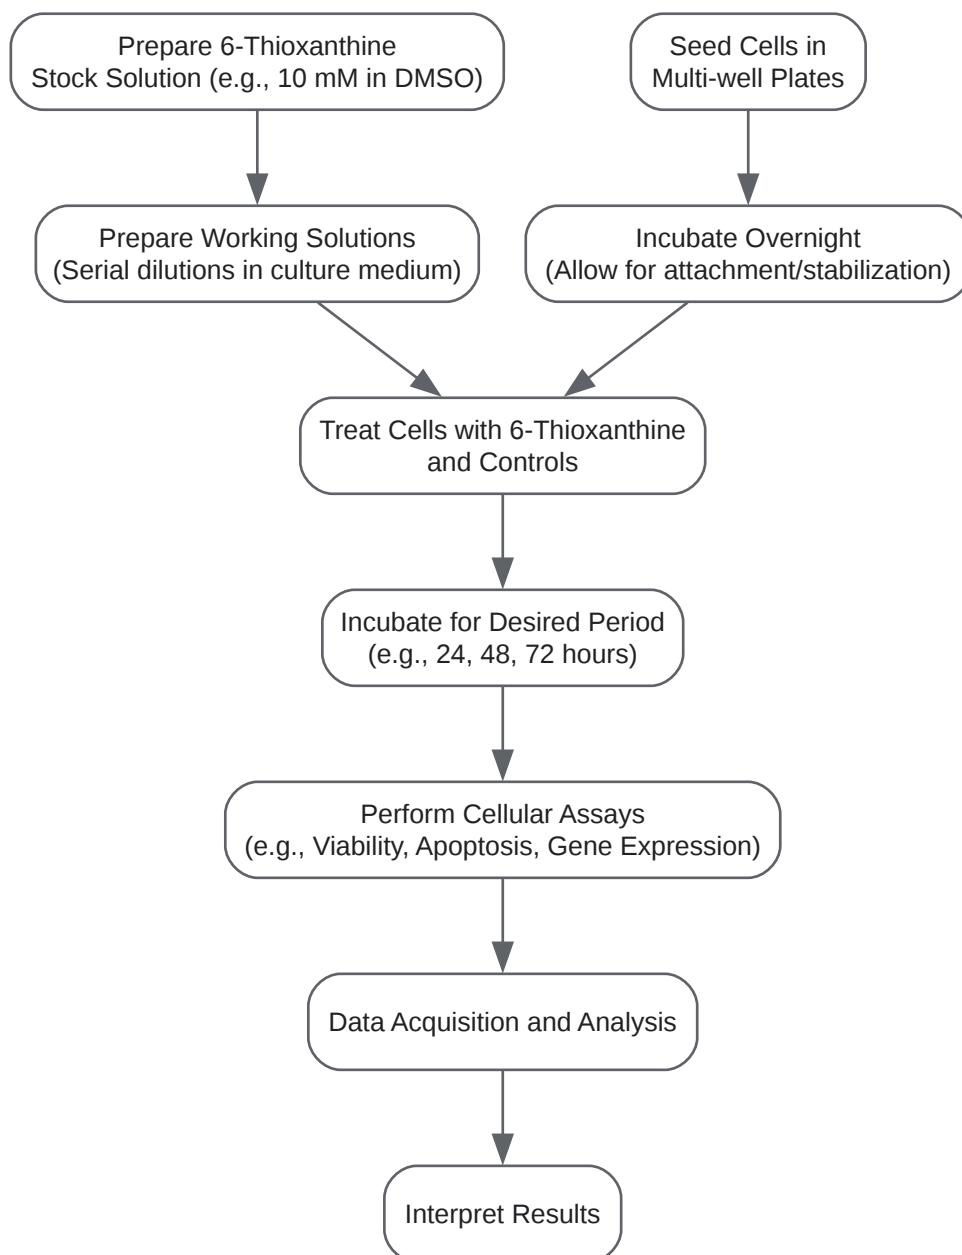 Prepare 6-Thioxanthine
Stock Solution (e.g., 10 mM in DMSO)
Seed Cells in
Multi-well Plates
Prepare Working Solutions
(Serial dilutions in culture medium)
Incubate Overnight
(Allow for attachment/stabilization)
Treat Cells with 6-Thioxanthine
and Controls
Incubate for Desired Period
(e.g., 24, 48, 72 hours)
Perform Cellular Assays
(e.g., Viability, Apoptosis, Gene Expression)
Data Acquisition and Analysis
Interpret Results